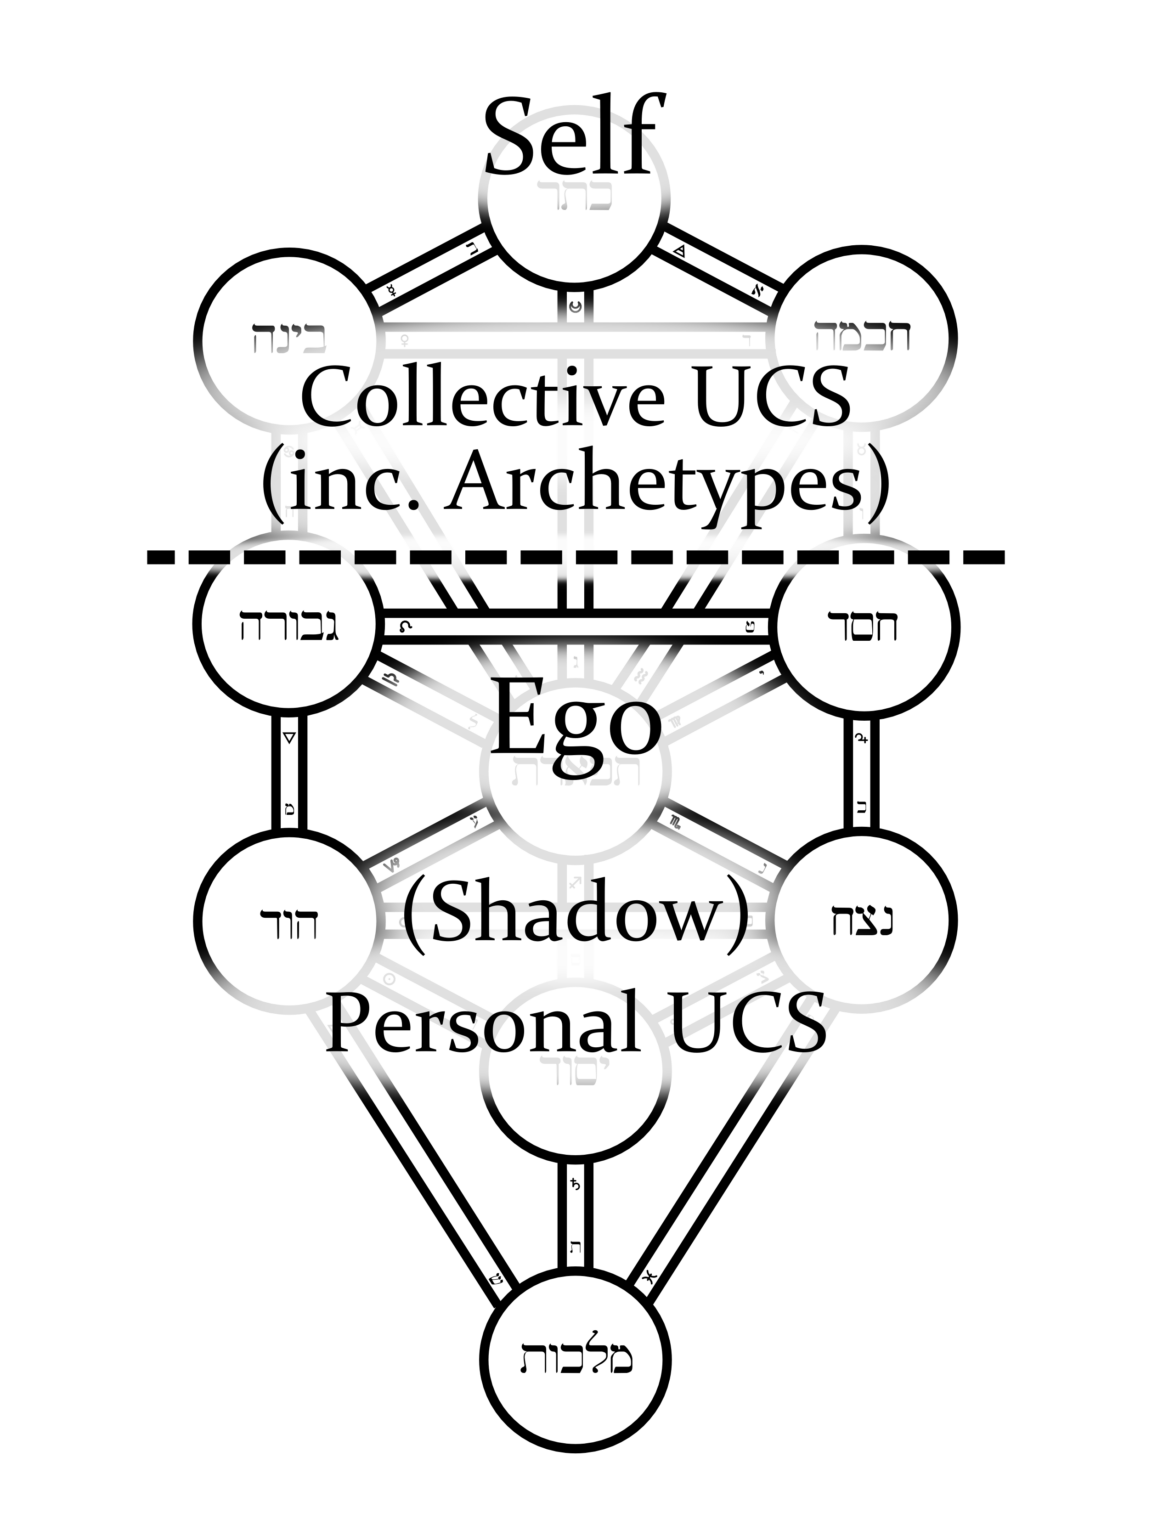 Self
כתר
בינה
חכמה
Collective UCS
(inc. Archetypes)
גבורה
חסד
Ego
תפארת
הוד
(Shadow)
נצח
Personal UCS
יסוד
מלכות